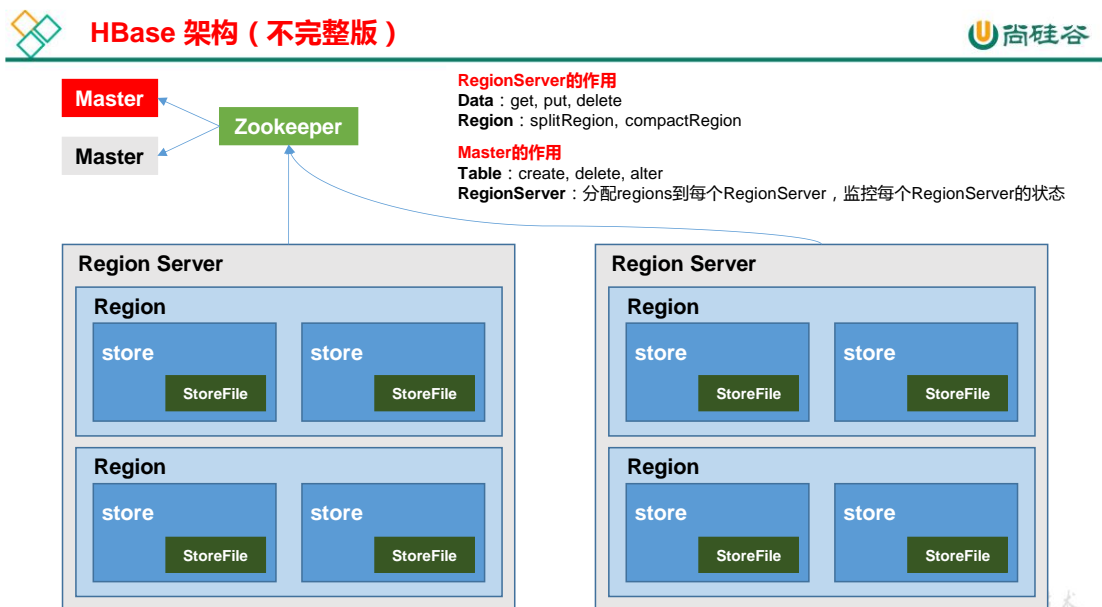 HBase 架构（不完整版）
尚硅谷
Master
Master
Zookeeper
RegionServer的作用
Data：get, put, delete
Region：splitRegion, compactRegion
Master的作用
Table：create, delete, alter
RegionServer：分配regions到每个RegionServer，监控每个RegionServer的状态
Region Server
Region
store
StoreFile
store
StoreFile
Region
store
StoreFile
store
StoreFile
Region Server
Region
store
StoreFile
store
StoreFile
Region
store
StoreFile
store
StoreFile